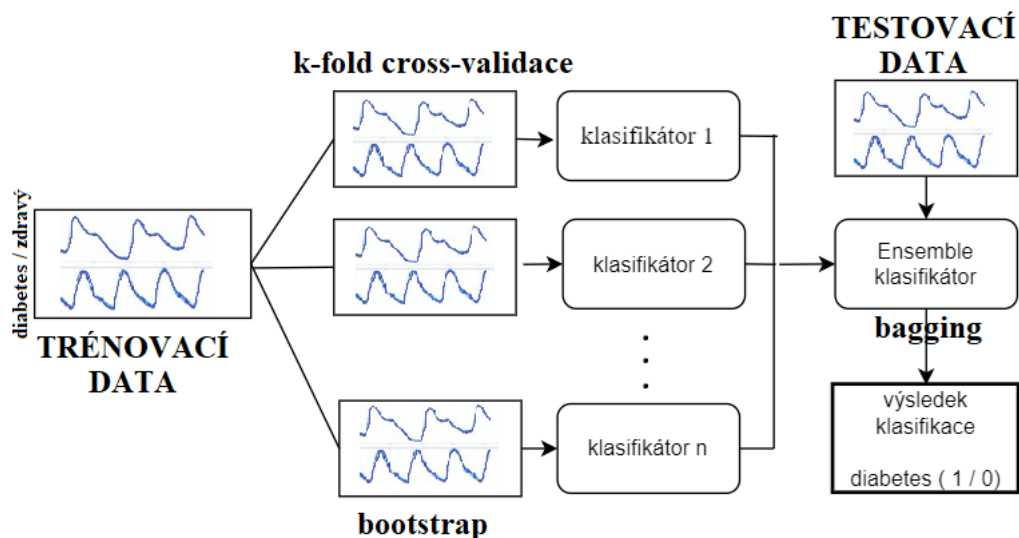 TESTOVACÍ
DATA
k-fold cross-validace
klasifikátor 1
diabetes / zdravý
klasifikátor 2
Ensemble
klasifikátor
bagging
TRÉNOVACÍ
DATA
klasifikátor n
výsledek
klasifikace
diabetes ( 1 / 0)
bootstrap